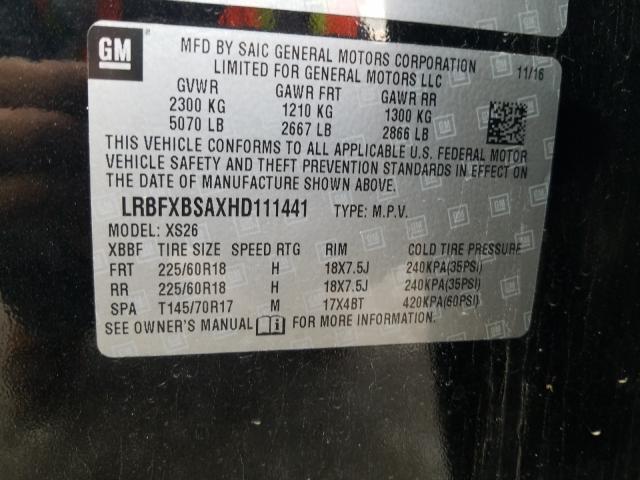 GM
MFD BY SAIC GENERAL MOTORS CORPORATION
LIMITED FOR GENERAL MOTORS LLC 11/16
GVWR GAWR FRT GAWR RR
2300 KG 1210 KG 1300 KG
5070 LB 2667 LB 2866 LB
THIS VEHICLE CONFORMS TO ALL APPLICABLE U.S. FEDERAL MOTOR
VEHICLE SAFETY AND THEFT PREVENTION STANDARDS IN EFFECT ON
THE DATE OF MANUFACTURE SHOWN ABOVE.
LRBFXBSAXHD111441 TYPE: M.P.V.
MODEL: XS26
XBBF TIRE SIZE SPEED RTG RIM COLD TIRE PRESSURE
FRT 225/60R18 H 18X7.5J 240KPA(35PSI)
RR 225/60R18 H 18X7.5J 240KPA(35PSI)
SPA T145/70R17 M 17X4BT 420KPA(60PSI)
SEE OWNER'S MANUAL i FOR MORE INFORMATION.